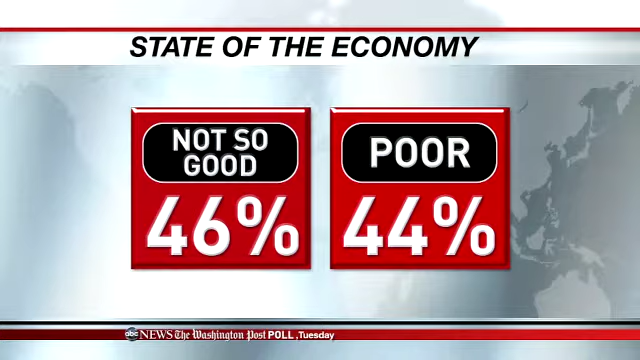 STATE OF THE ECONOMY
NOT SO
GOOD
46%
POOR
44%
abc NEWS The Washington Post POLL ,Tuesday